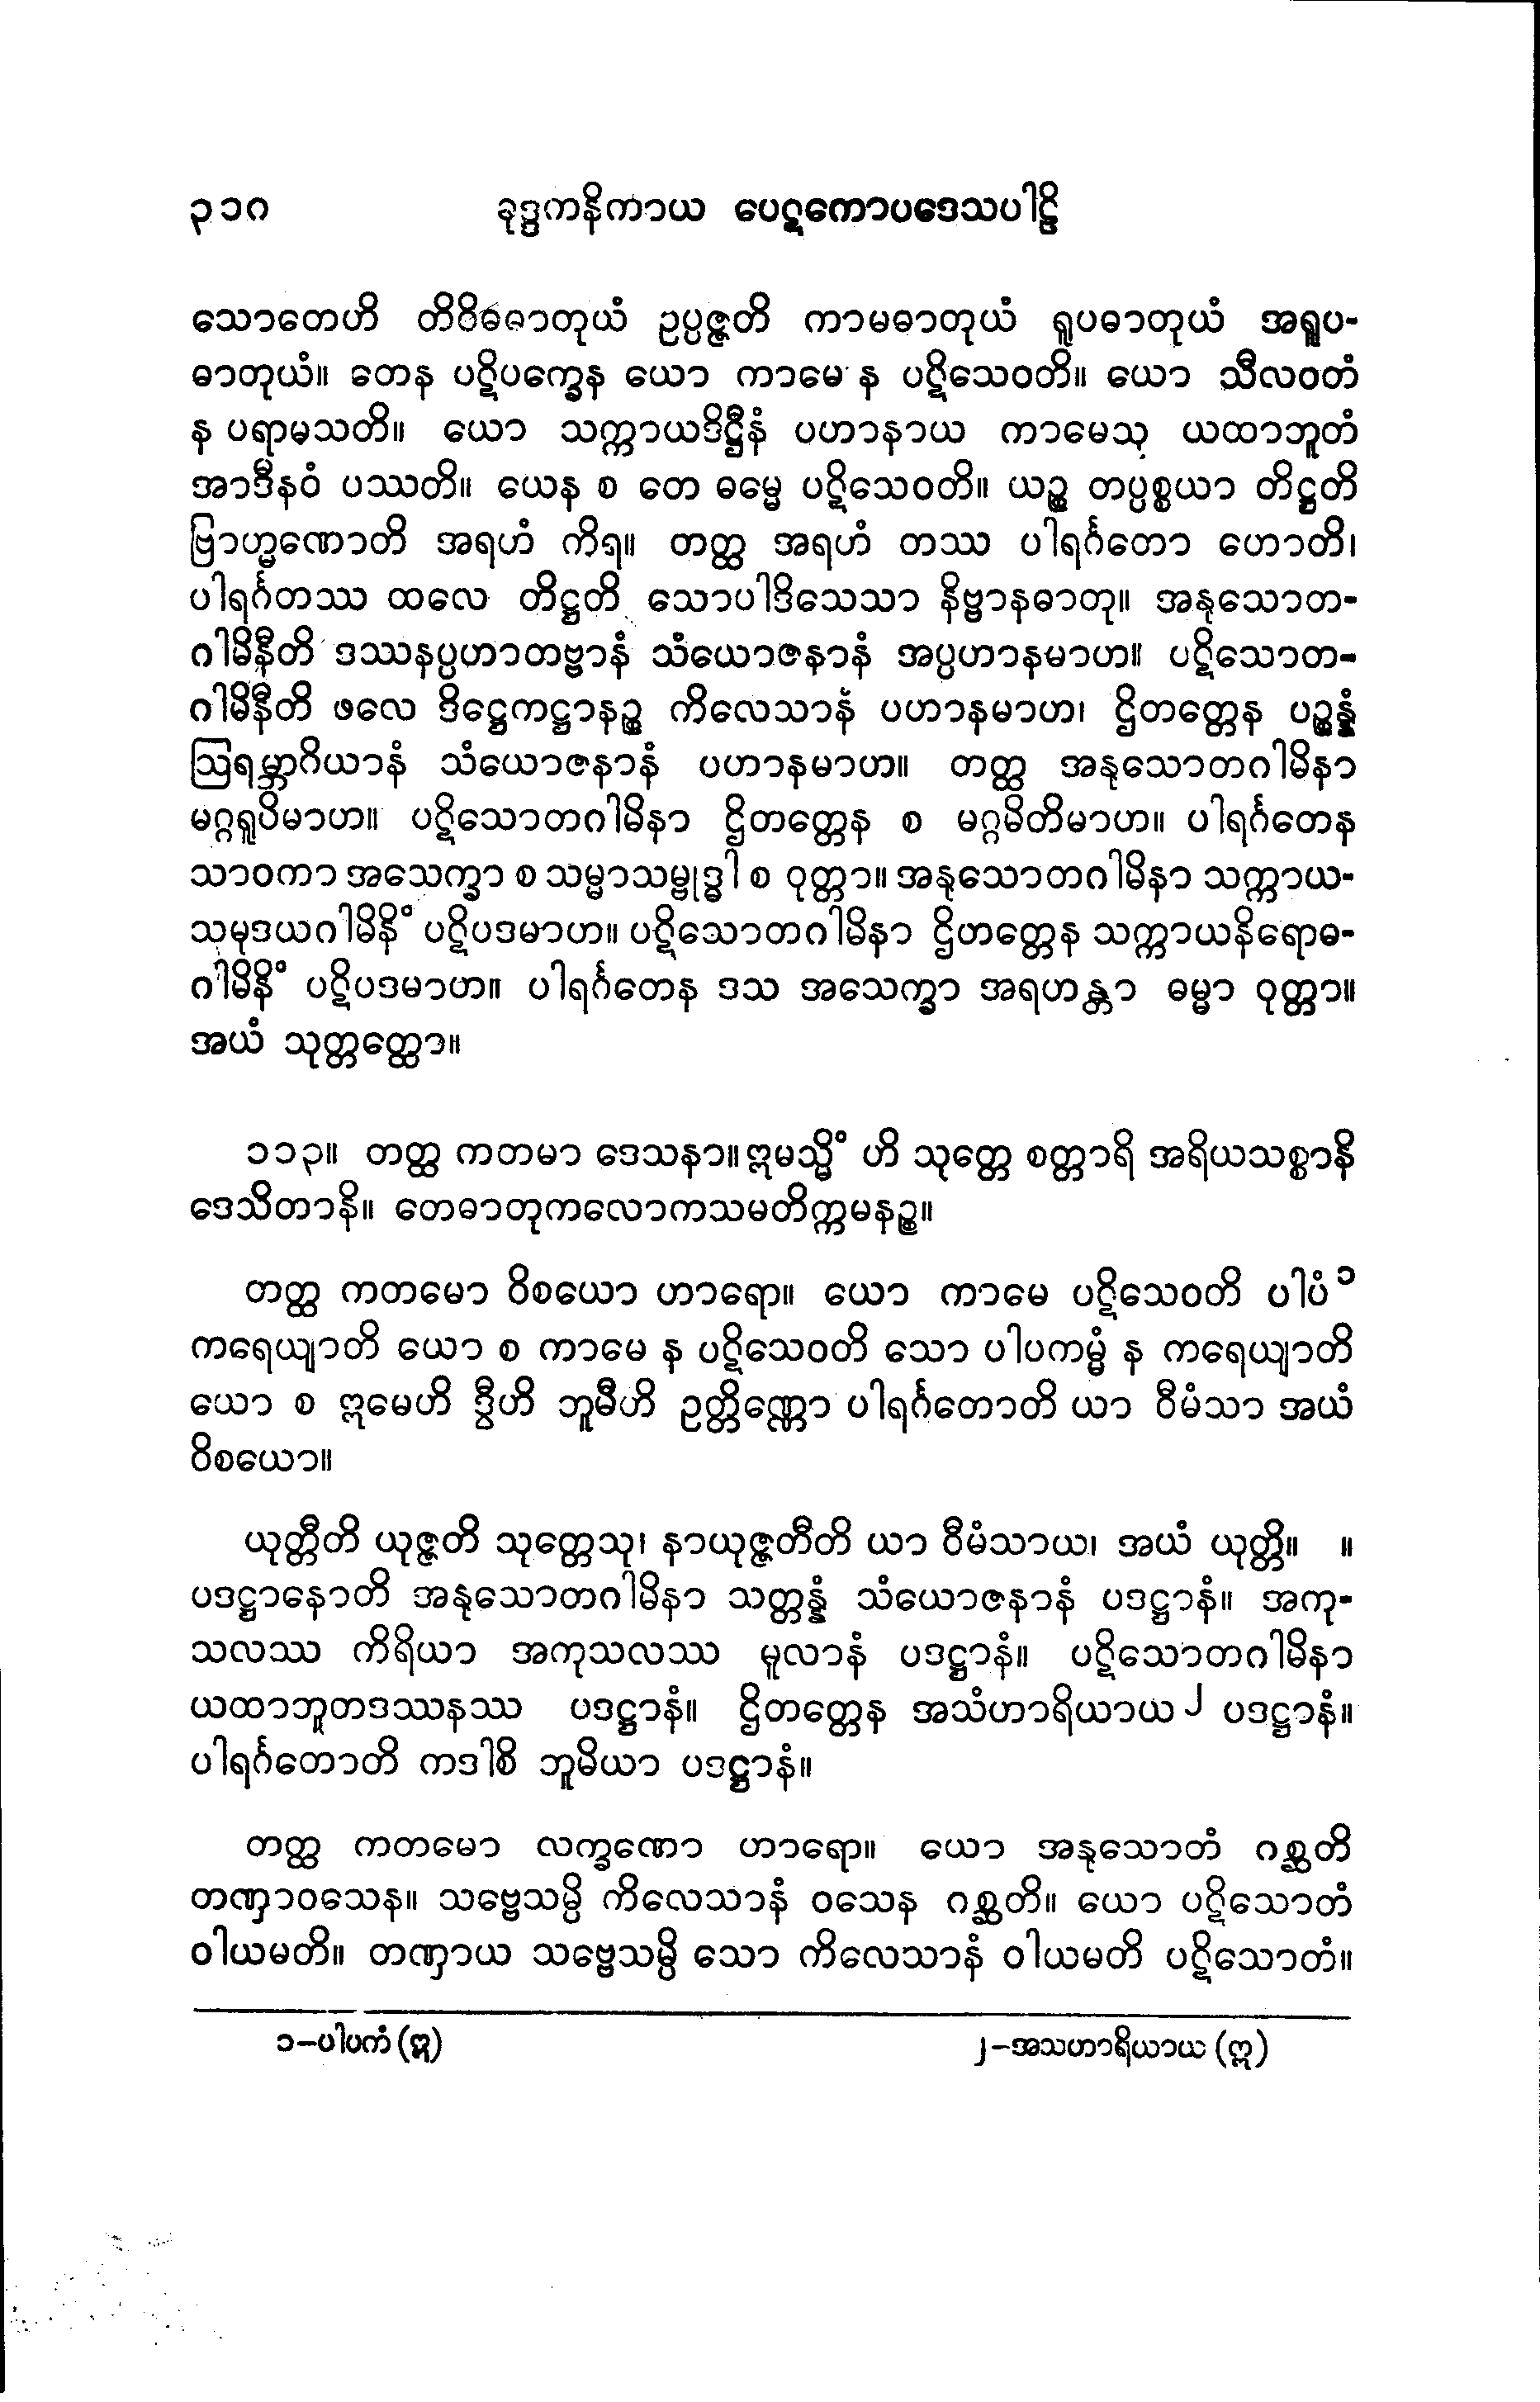 ၃၁၈ ခုဒ္ဒကနိကာယ ပေဋကောပဒေသပါဠိ
သောတေဟိ တိဝိဓဓာတုယံ ဥပ္ပဇ္ဇတိ ကာမဓာတုယံ ရူပဓာတုယံ အရူပ-
ဓာတုယံ။ တေန ပဋိပက္ခေန ယော ကာမေ န ပဋိသေဝတိ။ ယော သီလဝတံ
န ပရာမသတိ။ ယော သက္ကာယဒိဋ္ဌီနံ ပဟာနာယ ကာမေသု ယထာဘူတံ
အာဒီနဝံ ပဿတိ။ ယေန စ တေ ဓမ္မေ ပဋိသေဝတိ။ ယဉ္စ တပ္ပစ္စယာ တိဋ္ဌတိ
ဗြာဟ္မဏောတိ အရဟံ ကိရ။ တတ္ထ အရဟံ တဿ ပါရင်္ဂတော ဟောတိ၊
ပါရင်္ဂတဿ ထလေ တိဋ္ဌတိ သောပါဒိသေသာ နိဗ္ဗာနဓာတု။ အနုသောတ-
ဂါမိနီတိ ဒဿနပ္ပဟာတဗ္ဗာနံ သံယောဇနာနံ အပ္ပဟာနမာဟ။ ပဋိသောတ-
ဂါမိနီတိ ဖလေ ဒိဋ္ဌေကဋ္ဌာနဉ္စ ကိလေသာနံ ပဟာနမာဟ၊ ဌိတတ္တေန ပဉ္စန္နံ
ဩရမ္ဘာဂိယာနံ သံယောဇနာနံ ပဟာနမာဟ။ တတ္ထ အနုသောတဂါမိနာ
မဂ္ဂရူပိမာဟ။ ပဋိသောတဂါမိနာ ဌိတတ္တေန စ မဂ္ဂမိတိမာဟ။ ပါရင်္ဂတေန
သာဝကာ အသေက္ခာ စ သမ္မာသမ္ဗုဒ္ဓါ စ ဝုတ္တာ။ အနုသောတဂါမိနာ သက္ကာယ-
သမုဒယဂါမိနိံ ပဋိပဒမာဟ။ ပဋိသောတဂါမိနာ ဌိဟတ္တေန သက္ကာယနိရောဓ-
ဂါမိနိံ ပဋိပဒမာဟ။ ပါရင်္ဂတေန ဒသ အသေက္ခာ အရဟန္တာ ဓမ္မာ ဝုတ္တာ။
အယံ သုတ္တတ္ထော။
၁၁၃။ တတ္ထ ကတမာ ဒေသနာ။ ဣမသ္မိံ ဟိ သုတ္တေ စတ္တာရိ အရိယသစ္စာနိ
ဒေသိတာနိ။ တေဓာတုကလောကသမတိက္ကမနဉ္စ။
တတ္ထ ကတမော ဝိစယော ဟာရော။ ယော ကာမေ ပဋိသေဝတိ ပါပံ ၁
ကရေယျာတိ ယော စ ကာမေ န ပဋိသေဝတိ သော ပါပကမ္မံ န ကရေယျာတိ
ယော စ ဣမေဟိ ဒွီဟိ ဘူမီဟိ ဥတ္တိဏ္ဏော ပါရင်္ဂတောတိ ယာ ဝီမံသာ အယံ
ဝိစယော။
ယုတ္တီတိ ယုဇ္ဇတိ သုတ္တေသု၊ နာယုဇ္ဇတီတိ ယာ ဝီမံသာယ၊ အယံ ယုတ္တိ။ ။
ပဒဋ္ဌာနောတိ အနုသောတဂါမိနာ သတ္တန္နံ သံယောဇနာနံ ပဒဋ္ဌာနံ။ အကု-
သလဿ ကိရိယာ အကုသလဿ မူလာနံ ပဒဋ္ဌာနံ။ ပဋိသောတဂါမိနာ
ယထာဘူတဒဿနဿ ပဒဋ္ဌာနံ။ ဌိတတ္တေန အသံဟာရိယာယ ၂ ပဒဋ္ဌာနံ။
ပါရင်္ဂတောတိ ကဒါစိ ဘူမိယာ ပဒဋ္ဌာနံ။
တတ္ထ ကတမော လက္ခဏော ဟာရော။ ယော အနုသောတံ ဂစ္ဆတိ
တဏှာဝသေန။ သဗ္ဗေသမ္ပိ ကိလေသာနံ ဝသေန ဂစ္ဆတိ။ ယော ပဋိသောတံ
ဝါယမတိ။ တဏှာယ သဗ္ဗေသမ္ပိ သော ကိလေသာနံ ဝါယမတိ ပဋိသောတံ။
၁-ပါပကံ (ဣ) ၂-အသဟာရိယာယ (ဣ)